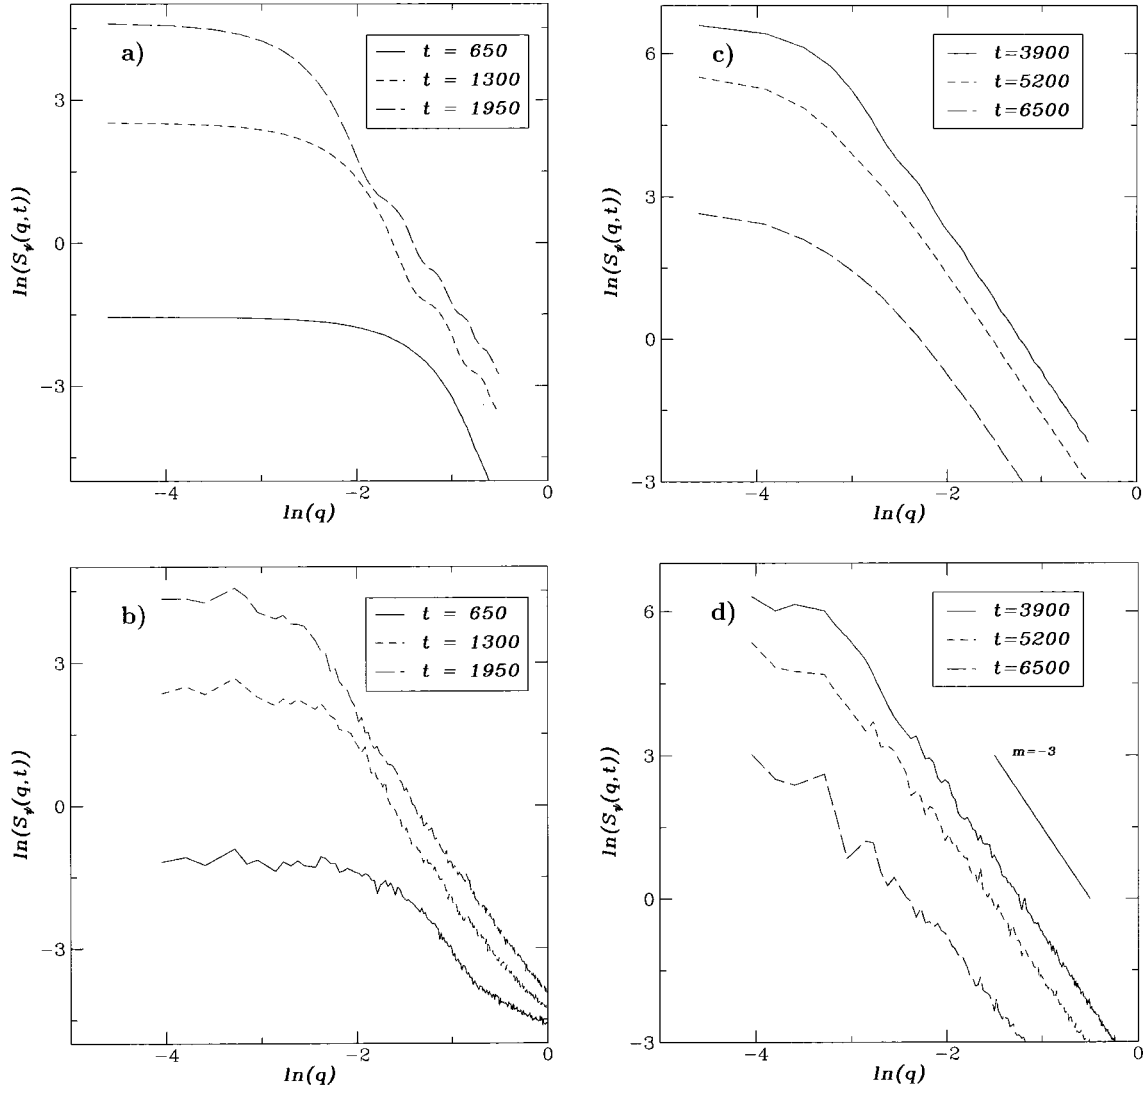 a)
t = 650
t = 1300
t = 1950
3
0
−3
ln(S_ψ(q,t))
−4
−2
0
ln(q)
c)
t=3900
t=5200
t=6500
6
3
0
−3
ln(S_ψ(q,t))
−4
−2
0
ln(q)
b)
t = 650
t = 1300
t = 1950
3
0
−3
ln(S_ψ(q,t))
−4
−2
0
ln(q)
d)
t=3900
t=5200
t=6500
m=−3
6
3
0
−3
ln(S_ψ(q,t))
−4
−2
0
ln(q)